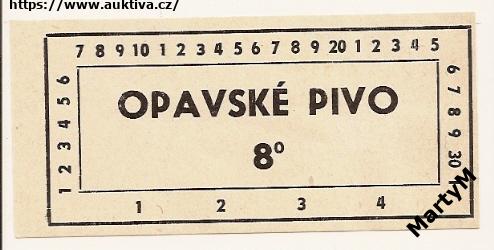 https://www.auktiva.cz/
7 8 9 10 1 2 3 4 5 6 7 8 9 20 1 2 3 4 5
1 2 3 4 5 6
OPAVSKÉ PIVO
8°
6 7 8 9 30
1 2 3 4
MartyM